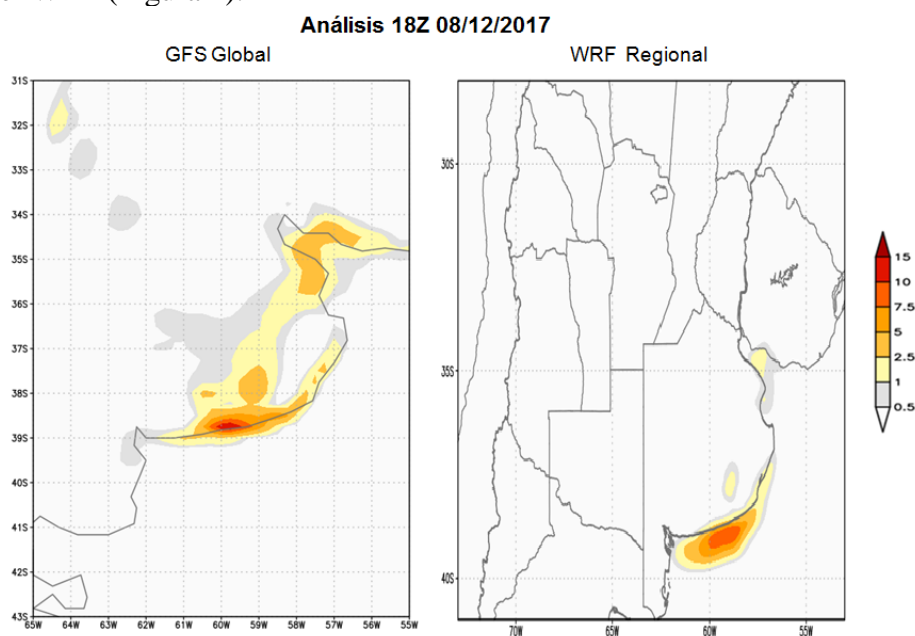 Análisis 18Z 08/12/2017
GFS Global
WRF Regional
31S
32S
33S
34S
35S
36S
37S
38S
39S
40S
41S
42S
43S
65W 64W 63W 62W 61W 60W 59W 58W 57W 56W 55W
30S
35S
40S
70W 65W 60W 55W
15
10
7.5
5
2.5
1
0.5